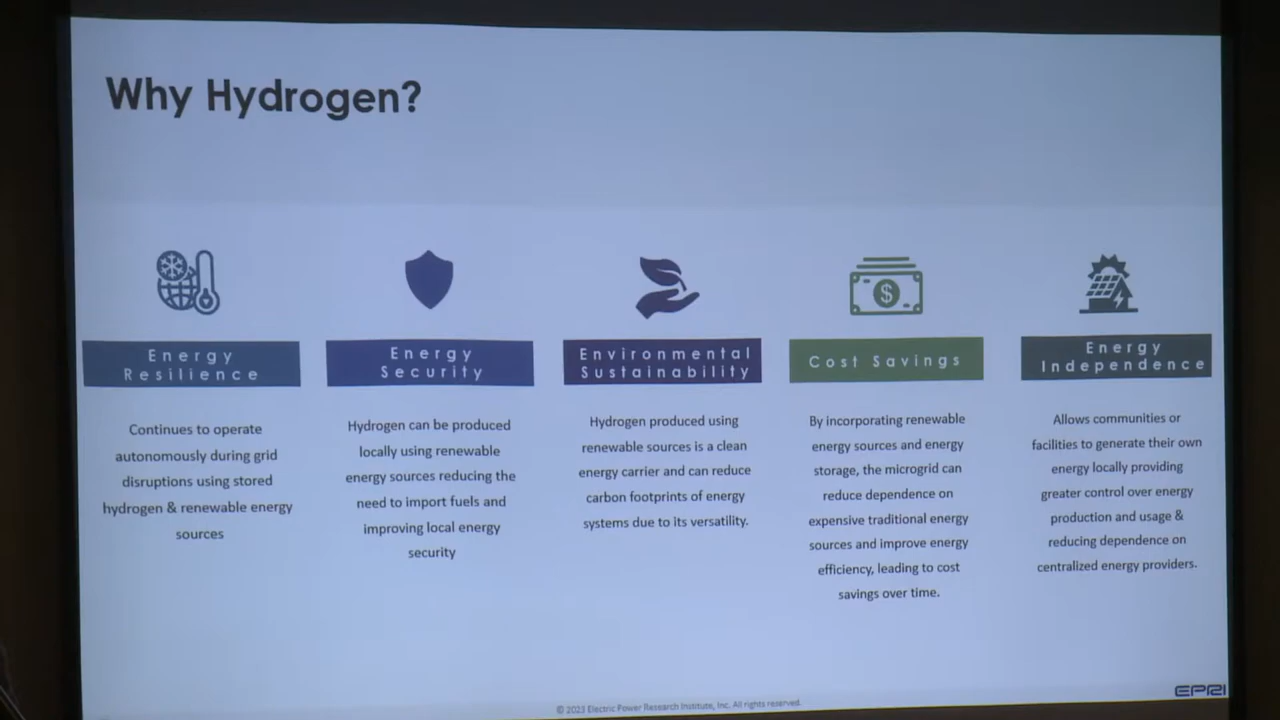 Why Hydrogen?
Energy
Resilience
Continues to operate
autonomously during grid
disruptions using stored
hydrogen & renewable energy
sources
Energy
Security
Hydrogen can be produced
locally using renewable
energy sources reducing the
need to import fuels and
improving local energy
security
Environmental
Sustainability
Hydrogen produced using
renewable sources is a clean
energy carrier and can reduce
carbon footprints of energy
systems due to its versatility.
$
Cost Savings
By incorporating renewable
energy sources and energy
storage, the microgrid can
reduce dependence on
expensive traditional energy
sources and improve energy
efficiency, leading to cost
savings over time.
Energy
Independence
Allows communities or
facilities to generate their own
energy locally providing
greater control over energy
production and usage &
reducing dependence on
centralized energy providers.
© 2023 Electric Power Research Institute, Inc. All rights reserved.
EPRI